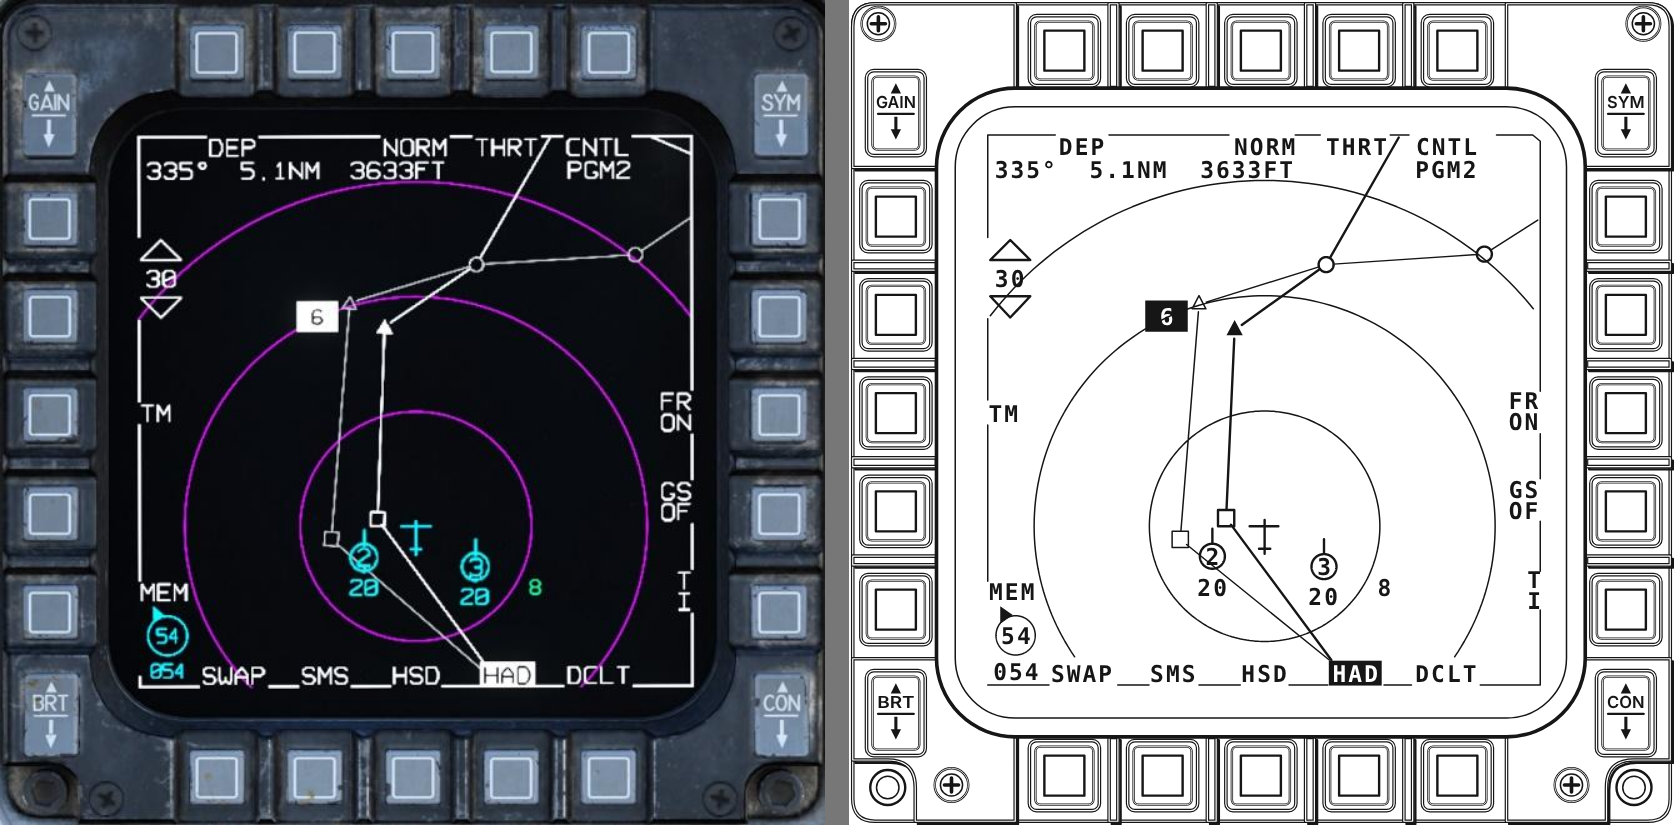 GAIN
SYM
DEP NORM THRT CNTL
335° 5.1NM 3633FT PGM2
30
6
TM
FR
ON
GS
OF
2
3
20
20
8
T
I
MEM
54
054
SWAP SMS HSD HAD DCLT
BRT
CON
GAIN
SYM
DEP NORM THRT CNTL
335° 5.1NM 3633FT PGM2
30
6
TM
FR
ON
GS
OF
2
3
20
20
8
T
I
MEM
54
054
SWAP SMS HSD HAD DCLT
BRT
CON